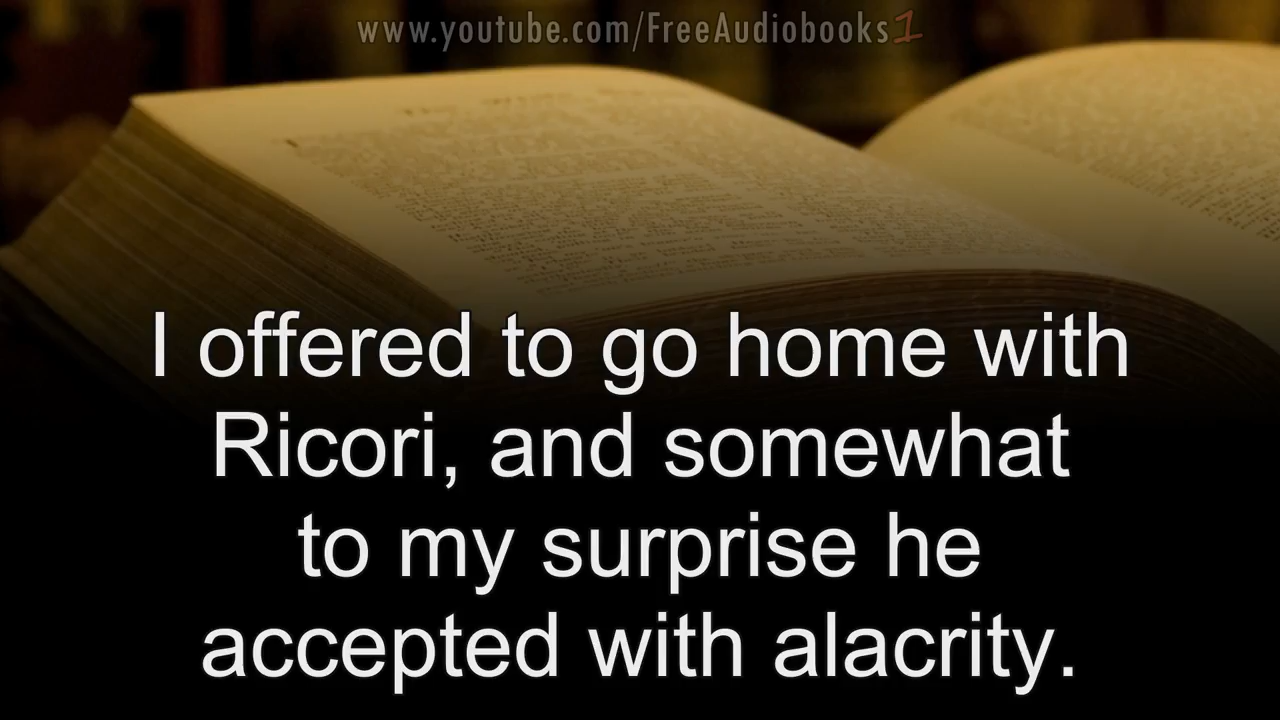 www.youtube.com/FreeAudiobooks1
I offered to go home with
Ricori, and somewhat
to my surprise he
accepted with alacrity.